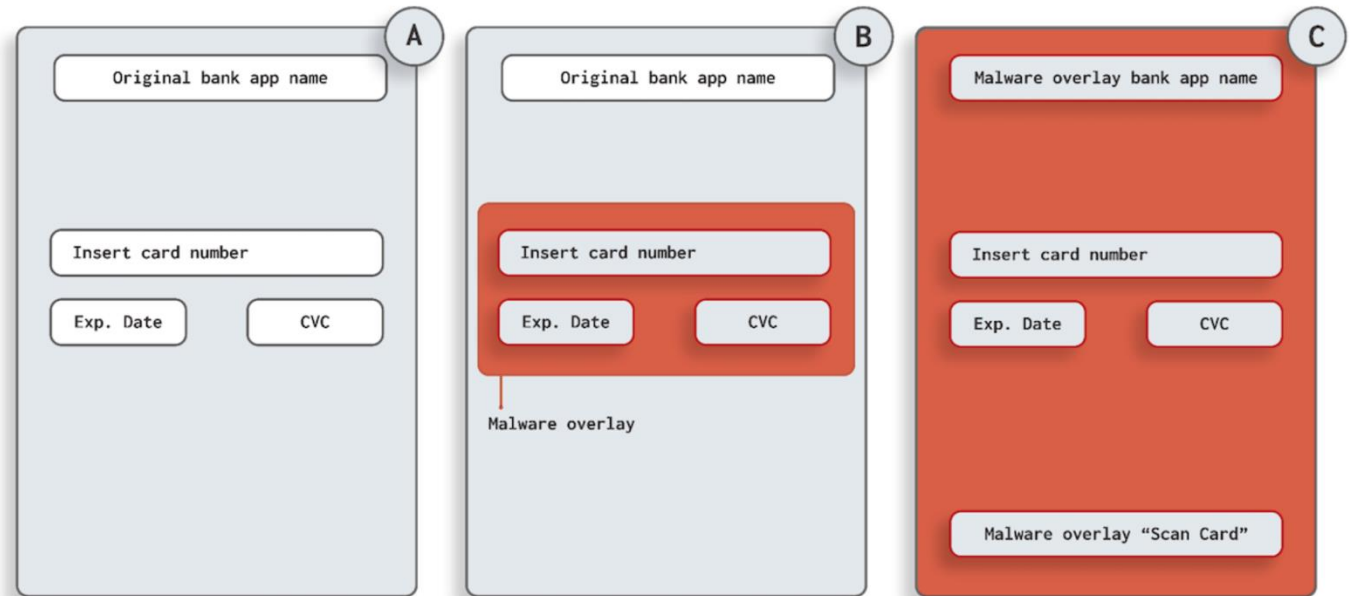 A
Original bank app name
Insert card number
Exp. Date
CVC
B
Original bank app name
Insert card number
Exp. Date
CVC
Malware overlay
C
Malware overlay bank app name
Insert card number
Exp. Date
CVC
Malware overlay “Scan Card”